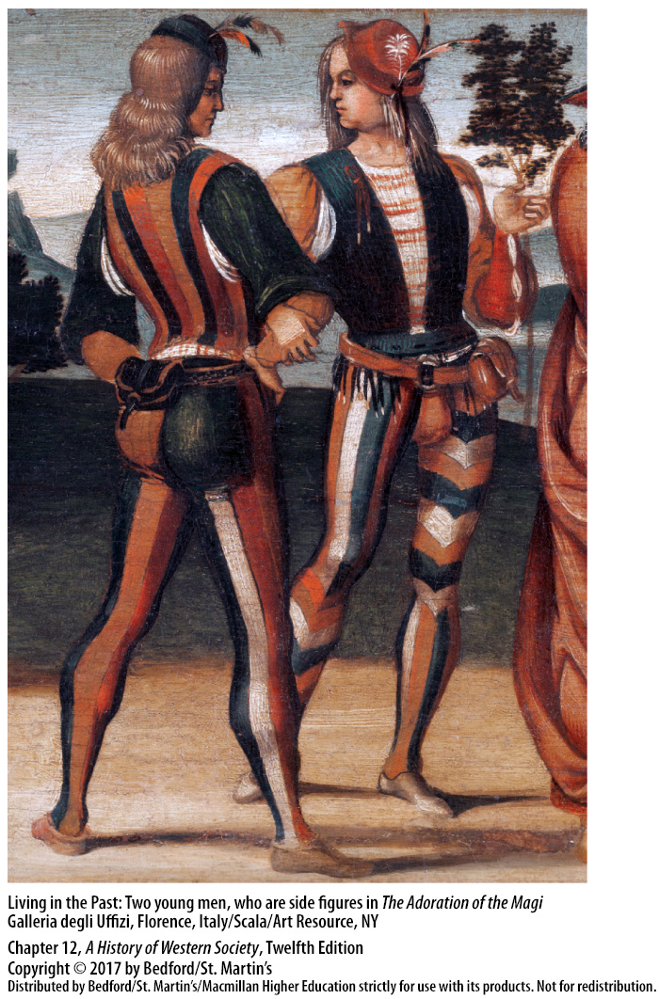 Living in the Past: Two young men, who are side figures in The Adoration of the Magi
Galleria degli Uffizi, Florence, Italy/Scala/Art Resource, NY
Chapter 12, A History of Western Society, Twelfth Edition
Copyright © 2017 by Bedford/St. Martin’s
Distributed by Bedford/St. Martin’s/Macmillan Higher Education strictly for use with its products. Not for redistribution.